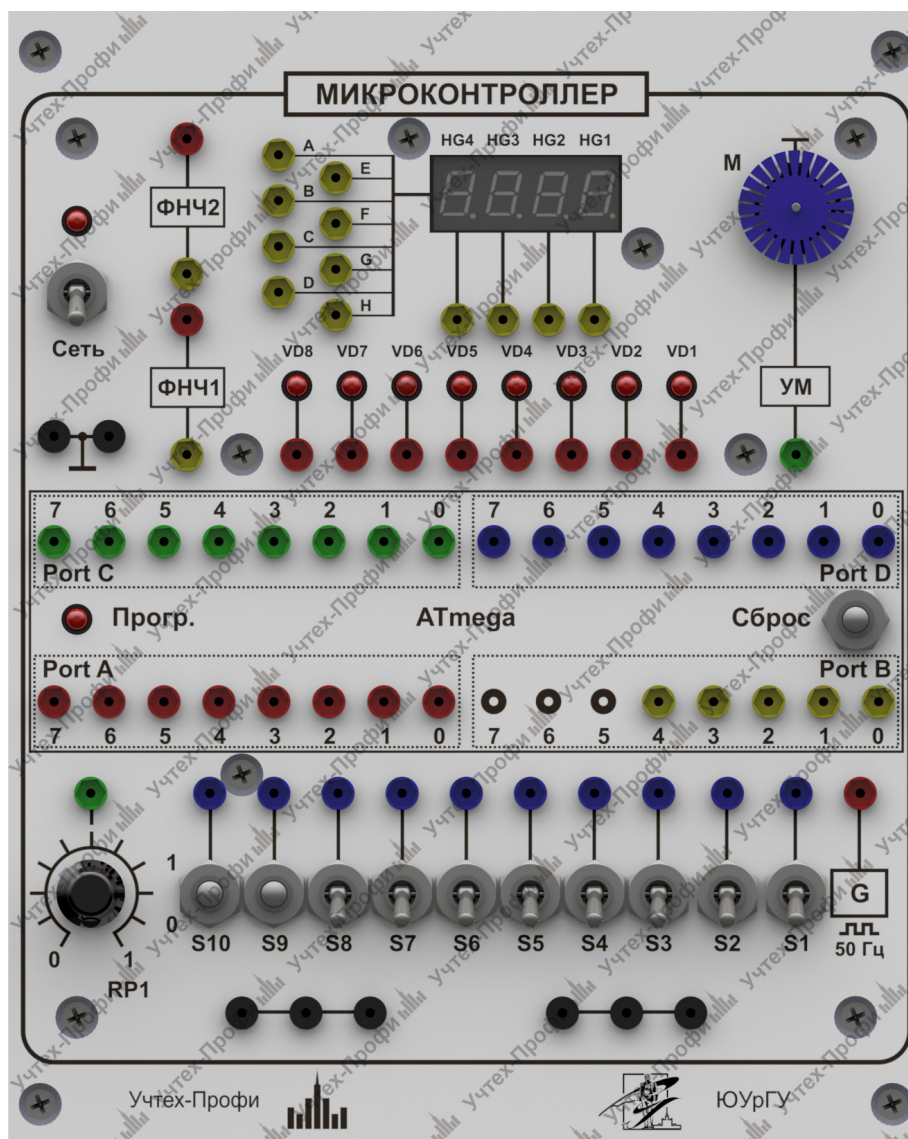 МИКРОКОНТРОЛЛЕР
HG4 HG3 HG2 HG1
M
A
E
B
ФНЧ2
F
C
G
D
H
Сеть
VD8 VD7 VD6 VD5 VD4 VD3 VD2 VD1
ФНЧ1
УМ
7 6 5 4 3 2 1 0
7 6 5 4 3 2 1 0
Port C
Port D
Прогр.
ATmega
Сброс
Port A
Port B
7 6 5 4 3 2 1 0
7 6 5 4 3 2 1 0
1
0
G
S10 S9 S8 S7 S6 S5 S4 S3 S2 S1
50 Гц
0 1
RP1
Учтех-Профи
ЮУрГУ
Учтех-Профи